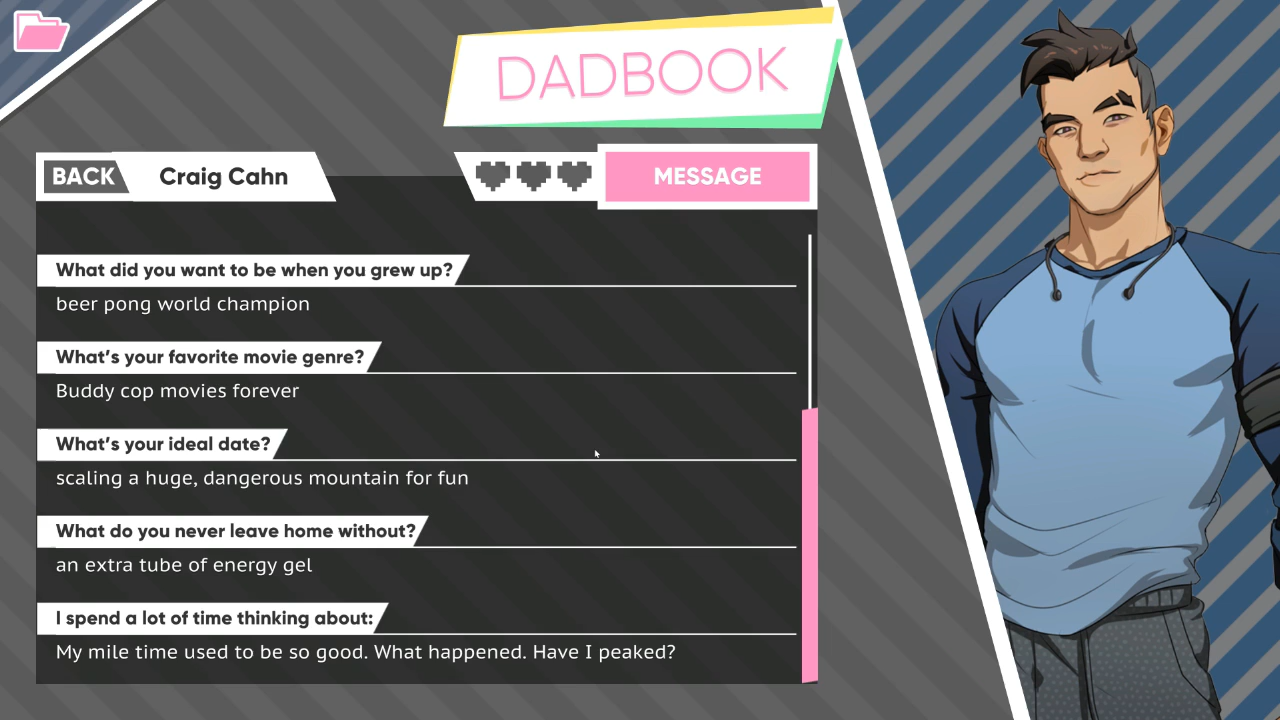 DADBOOK
BACK Craig Cahn MESSAGE
What did you want to be when you grew up?
beer pong world champion
What's your favorite movie genre?
Buddy cop movies forever
What's your ideal date?
scaling a huge, dangerous mountain for fun
What do you never leave home without?
an extra tube of energy gel
I spend a lot of time thinking about:
My mile time used to be so good. What happened. Have I peaked?